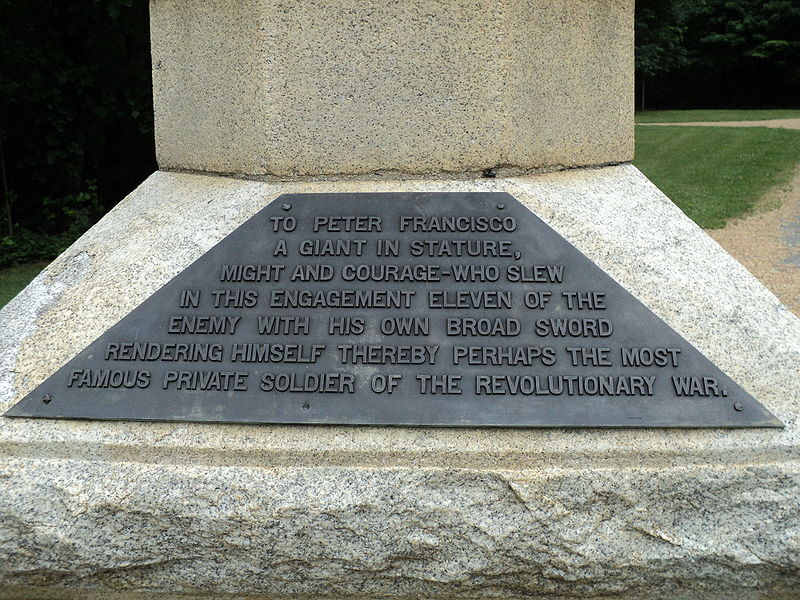 TO PETER FRANCISCO
A GIANT IN STATURE,
MIGHT AND COURAGE-WHO SLEW
IN THIS ENGAGEMENT ELEVEN OF THE
ENEMY WITH HIS OWN BROAD SWORD
RENDERING HIMSELF THEREBY PERHAPS THE MOST
FAMOUS PRIVATE SOLDIER OF THE REVOLUTIONARY WAR.